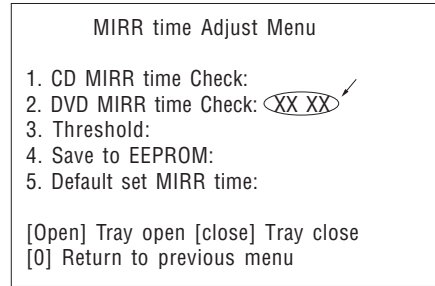 MIRR time Adjust Menu
1. CD MIRR time Check:
2. DVD MIRR time Check: XX XX
3. Threshold:
4. Save to EEPROM:
5. Default set MIRR time:
[Open] Tray open [close] Tray close
[0] Return to previous menu